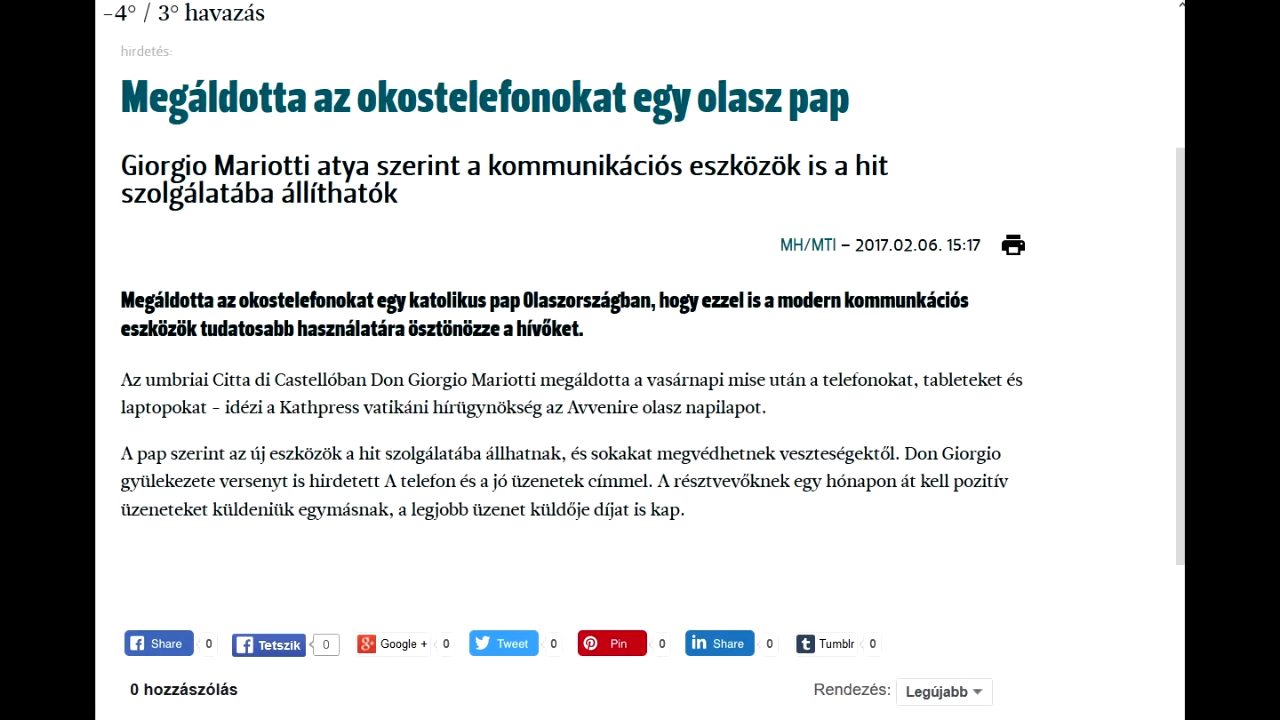 -4° / 3° havazás
hirdetés:
Megáldotta az okostelefonokat egy olasz pap
Giorgio Mariotti atya szerint a kommunikációs eszközök is a hit
szolgálatába állíthatók
MH/MTI – 2017.02.06. 15:17
Megáldotta az okostelefonokat egy katolikus pap Olaszországban, hogy ezzel is a modern kommunkációs
eszközök tudatosabb használatára ösztönözze a hívőket.
Az umbriai Citta di Castellóban Don Giorgio Mariotti megáldotta a vasárnapi mise után a telefonokat, tableteket és
laptopokat – idézi a Kathpress vatikáni hírügynökség az Avvenire olasz napilapot.
A pap szerint az új eszközök a hit szolgálatába állhatnak, és sokakat megvédhetnek veszteségektől. Don Giorgio
gyülekezete versenyt is hirdetett A telefon és a jó üzenetek címmel. A résztvevőknek egy hónapon át kell pozitív
üzeneteket küldeniük egymásnak, a legjobb üzenet küldője díjat is kap.
Share 0 Tetszik 0 Google + 0 Tweet 0 Pin 0 Share 0 Tumblr 0
0 hozzászólás Rendezés: Legújabb